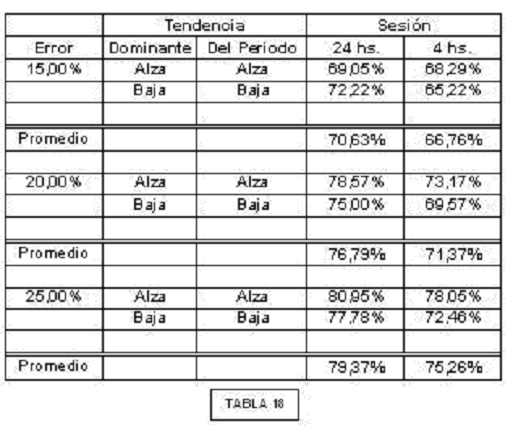 Tendencia Sesión
Error Dominante Del Periodo 24 hs. 4 hs.
15,00% Alza Alza 69,05% 68,29%
Baja Baja 72,22% 65,22%
Promedio 70,63% 66,76%
20,00% Alza Alza 78,57% 73,17%
Baja Baja 75,00% 69,57%
Promedio 76,79% 71,37%
25,00% Alza Alza 80,95% 78,05%
Baja Baja 77,78% 72,46%
Promedio 79,37% 75,26%
TABLA 18